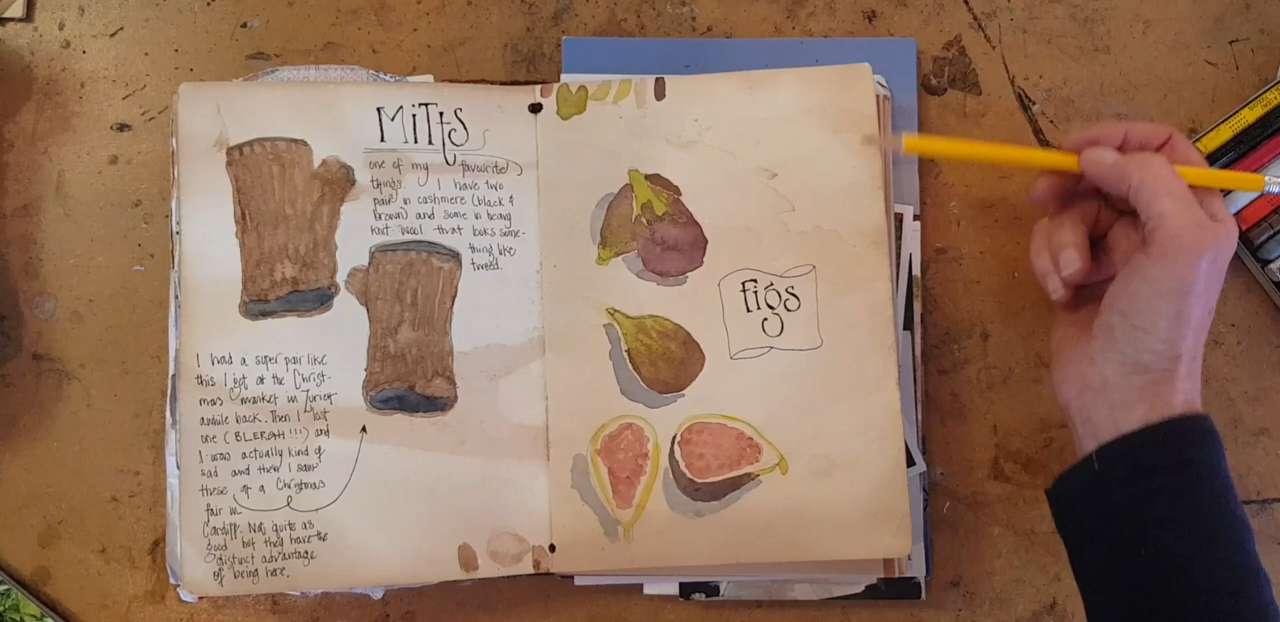 MiTtS
one of my favourite
things. I have two
pair in cashmere (black &
brown) and some in heavy
knit wool that looks some-
thing like
tweed.
I had a super pair like
this I got at the Christ-
mas market in Zurich
awhile back. Then I lost
one (BLERGH!!!) and
I was actually kind of
sad and then I saw
these at a Christmas
fair in
Cardiff. Not quite as
good but they have the
distinct advantage
of being here.
figs